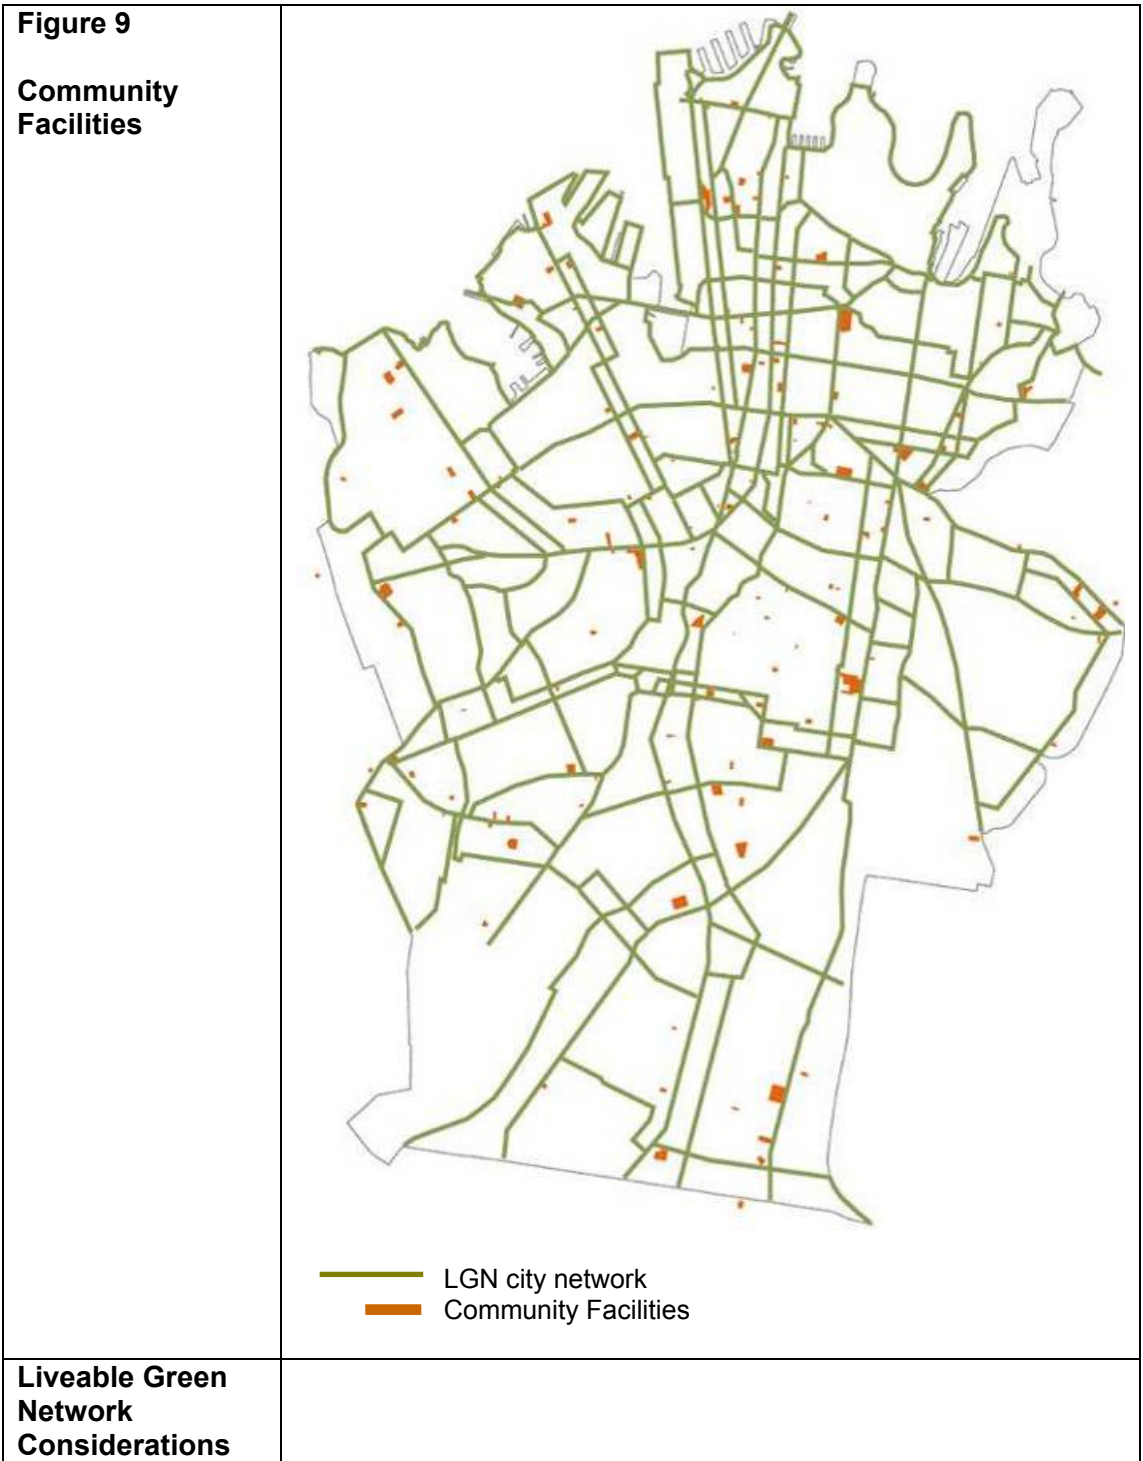 Figure 9
Community
Facilities
LGN city network
Community Facilities
Liveable Green
Network
Considerations